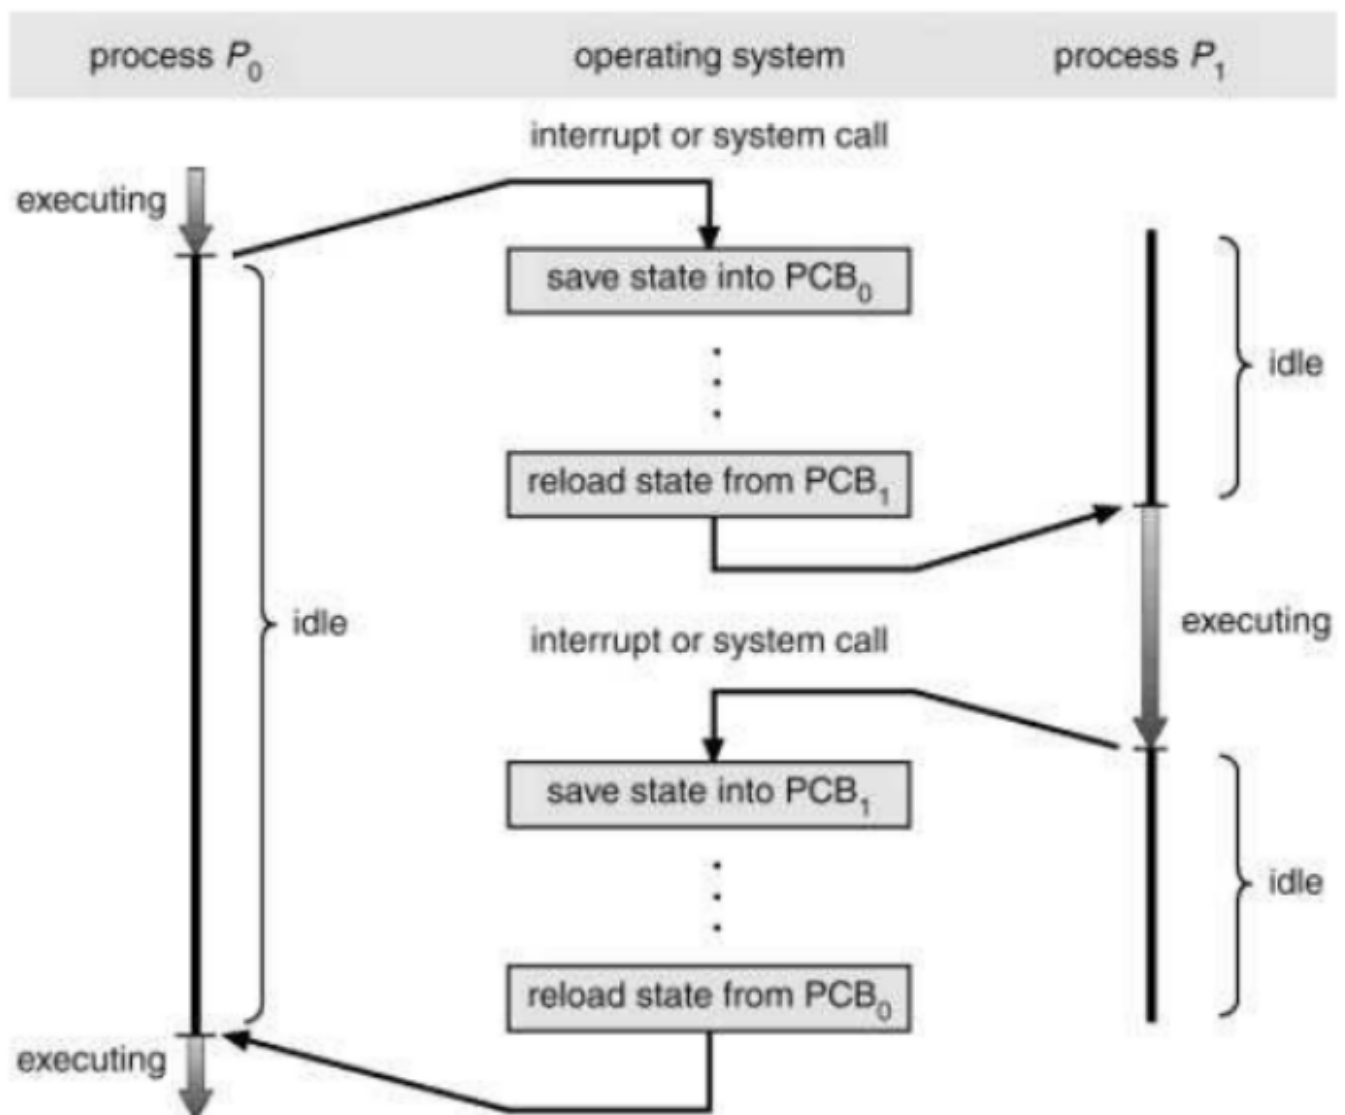 process P0
operating system
process P1
interrupt or system call
executing
save state into PCB0
idle
reload state from PCB1
idle
interrupt or system call
executing
save state into PCB1
idle
reload state from PCB0
executing